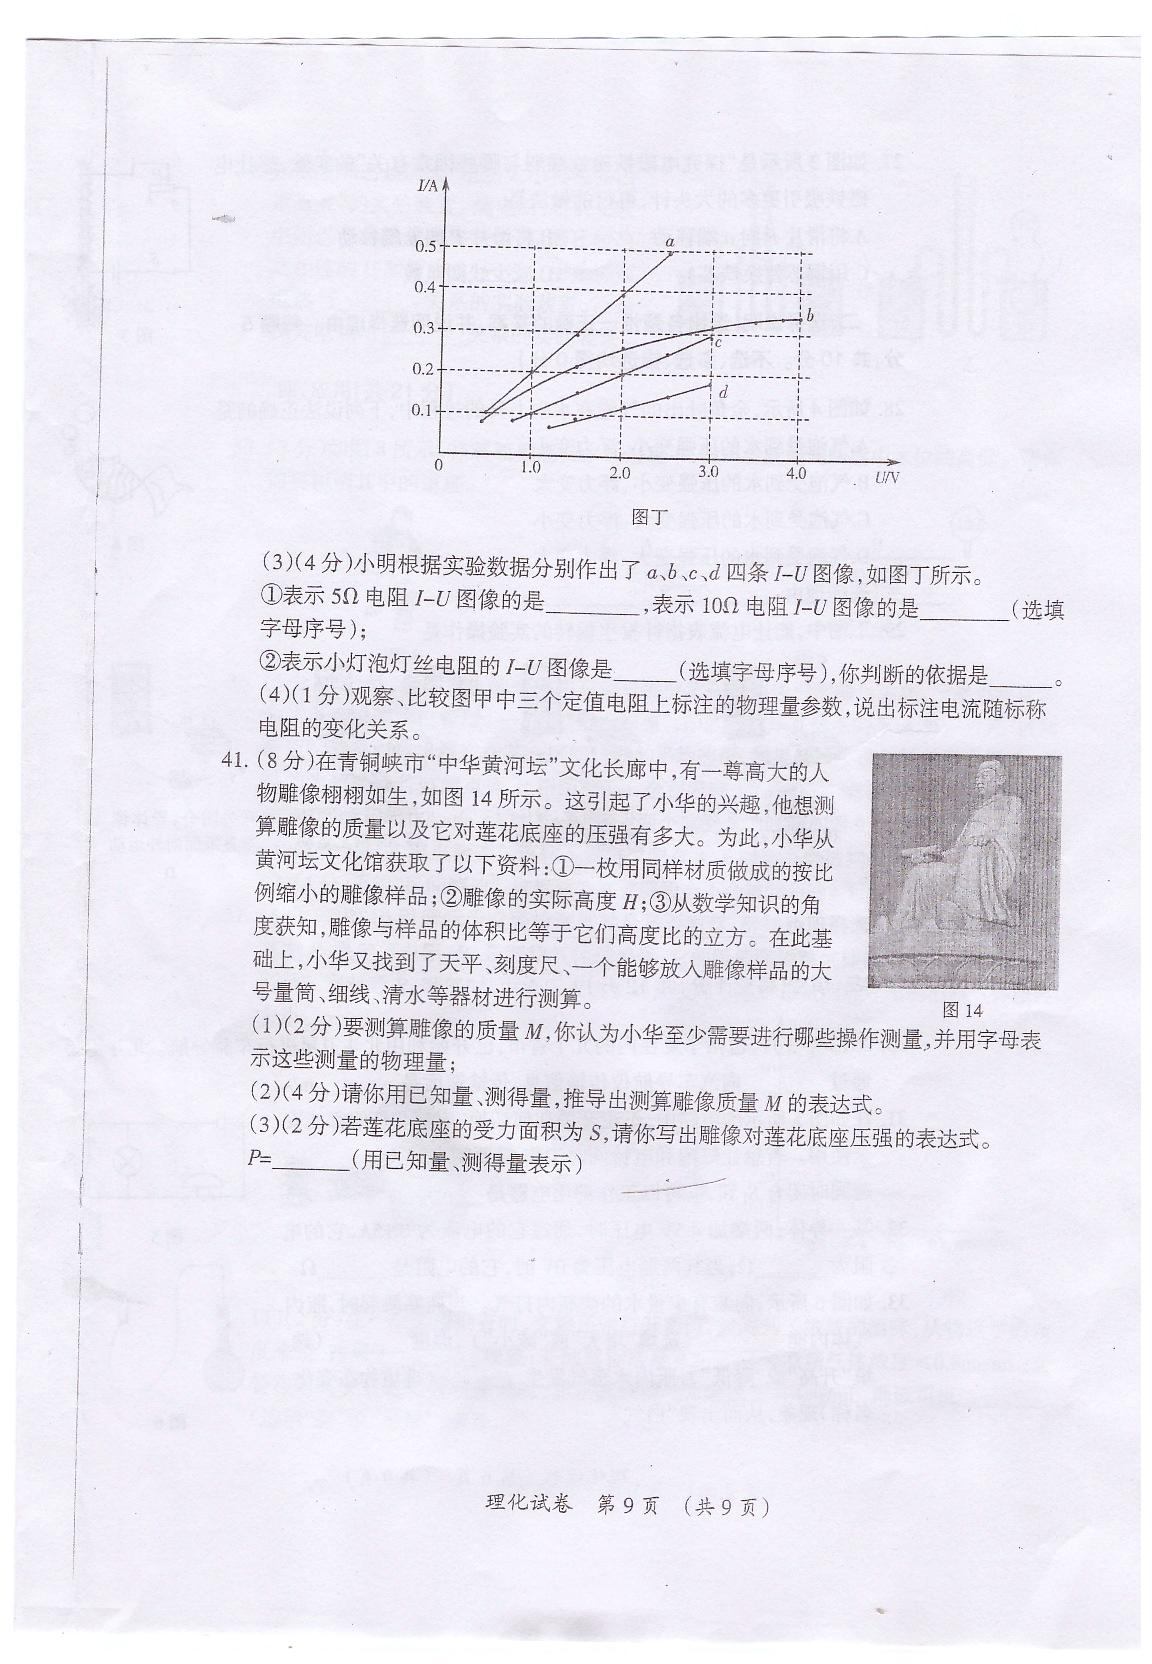 I/A
a
0.5
0.4
b
0.3
c
0.2
d
0.1
0
1.0
2.0
3.0
4.0
U/V
图丁
(3)(4分)小明根据实验数据分别作出了 a、b、c、d 四条 I-U 图像,如图丁所示。
①表示 5Ω 电阻 I-U 图像的是________,表示 10Ω 电阻 I-U 图像的是________(选填
字母序号);
②表示小灯泡灯丝电阻的 I-U 图像是_____(选填字母序号),你判断的依据是_____。
(4)(1分)观察、比较图甲中三个定值电阻上标注的物理量参数,说出标注电流随标称
电阻的变化关系。
41.(8分)在青铜峡市“中华黄河坛”文化长廊中,有一尊高大的人
物雕像栩栩如生,如图 14 所示。这引起了小华的兴趣,他想测
算雕像的质量以及它对莲花底座的压强有多大。为此,小华从
黄河坛文化馆获取了以下资料:①一枚用同样材质做成的按比
例缩小的雕像样品;②雕像的实际高度 H;③从数学知识的角
度获知,雕像与样品的体积比等于它们高度比的立方。在此基
础上,小华又找到了天平、刻度尺、一个能够放入雕像样品的大
号量筒、细线、清水等器材进行测算。
图 14
(1)(2分)要测算雕像的质量 M,你认为小华至少需要进行哪些操作测量,并用字母表
示这些测量的物理量;
(2)(4分)请你用已知量、测得量,推导出测算雕像质量 M 的表达式。
(3)(2分)若莲花底座的受力面积为 S,请你写出雕像对莲花底座压强的表达式。
P=_______(用已知量、测得量表示)
理化试卷 第9页 (共9页)